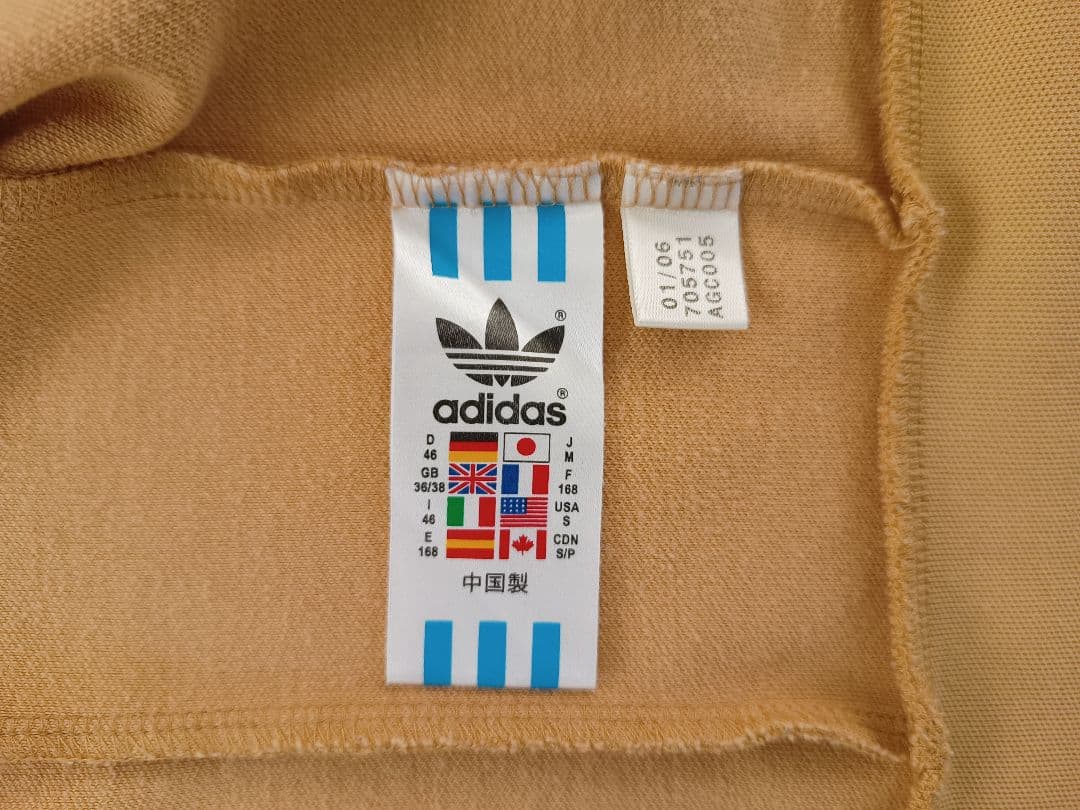 ®
adidas®
D 46 J M
GB 36/38 F 168
I 46 USA S
E 168 CDN S/P
中国製
01/06
705751
AGC005